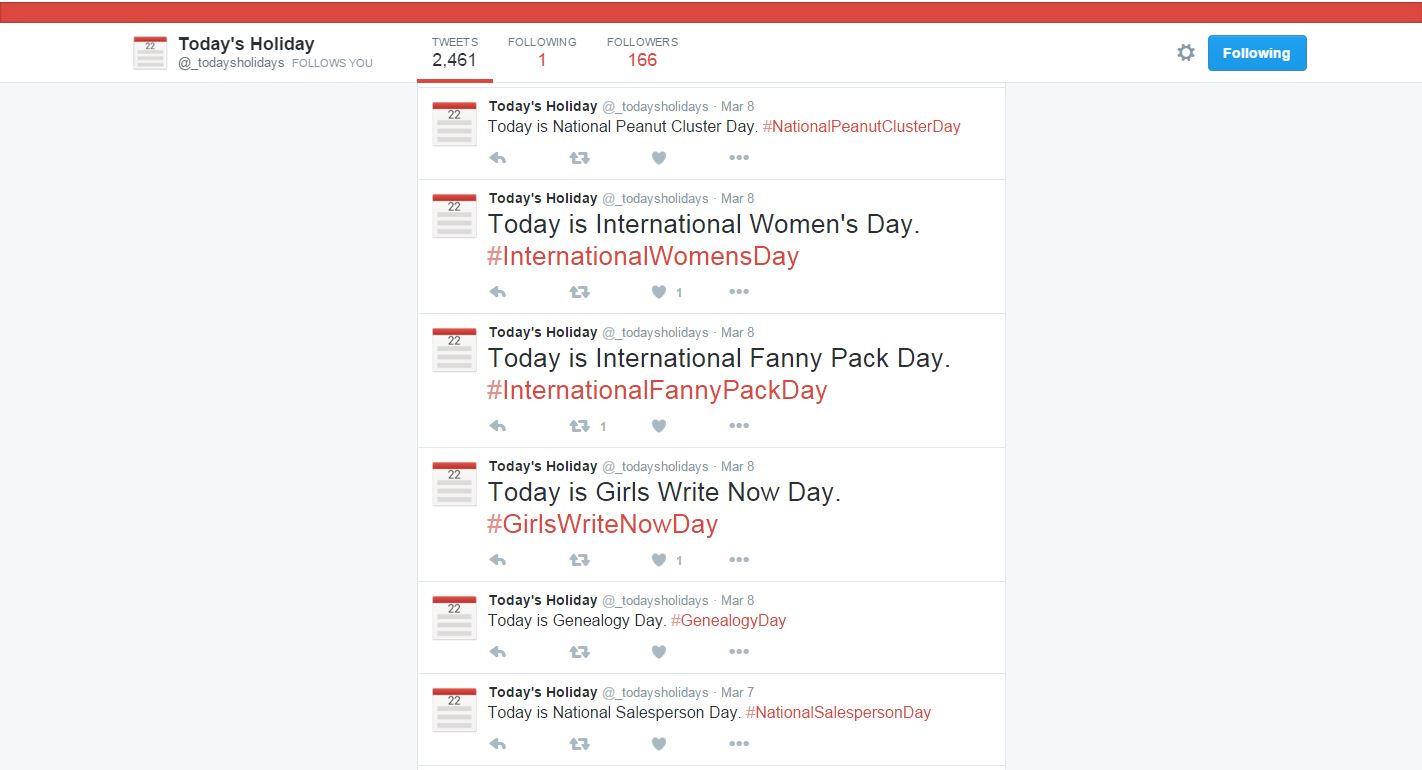 22
Today's Holiday
@_todaysholidays FOLLOWS YOU
TWEETS
2,461
FOLLOWING
1
FOLLOWERS
166
Following
22
Today's Holiday @_todaysholidays · Mar 8
Today is National Peanut Cluster Day. #NationalPeanutClusterDay
22
Today's Holiday @_todaysholidays · Mar 8
Today is International Women's Day.
#InternationalWomensDay
1
22
Today's Holiday @_todaysholidays · Mar 8
Today is International Fanny Pack Day.
#InternationalFannyPackDay
1
22
Today's Holiday @_todaysholidays · Mar 8
Today is Girls Write Now Day.
#GirlsWriteNowDay
1
22
Today's Holiday @_todaysholidays · Mar 8
Today is Genealogy Day. #GenealogyDay
22
Today's Holiday @_todaysholidays · Mar 7
Today is National Salesperson Day. #NationalSalespersonDay